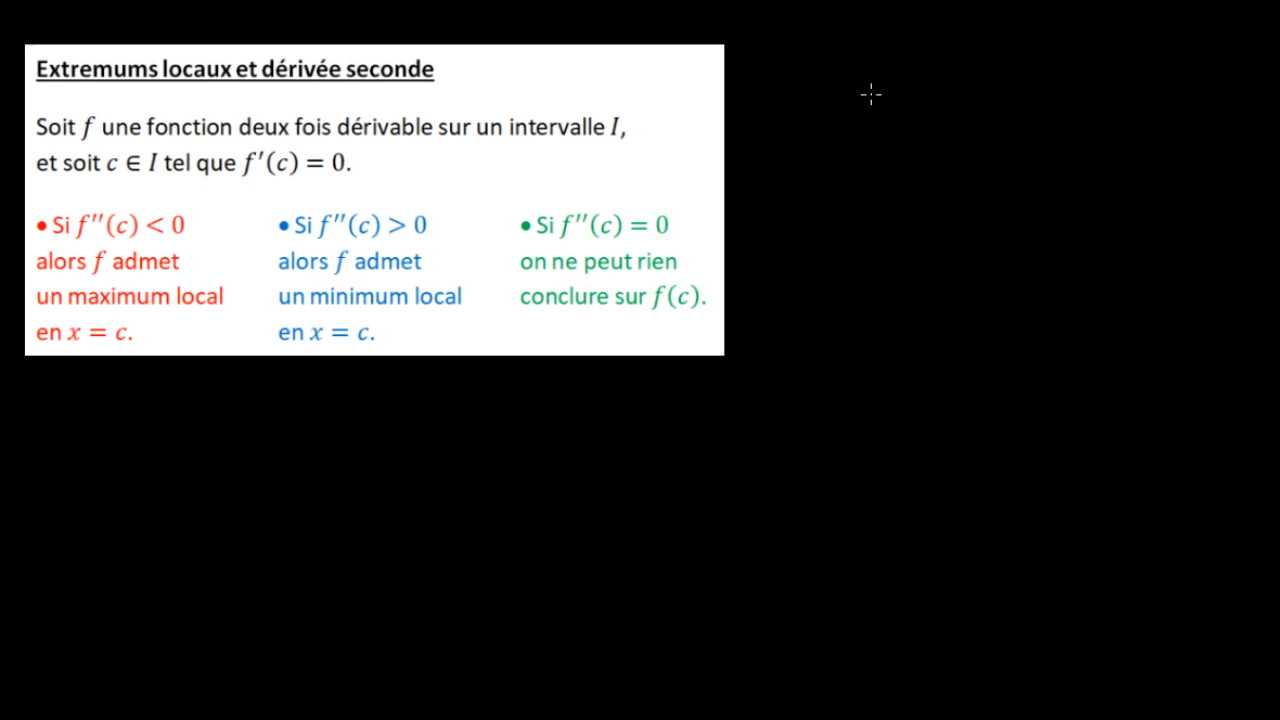 Extremums locaux et dérivée seconde
Soit f une fonction deux fois dérivable sur un intervalle I,
et soit c ∈ I tel que f′(c) = 0.
• Si f″(c) < 0
alors f admet
un maximum local
en x = c.
• Si f″(c) > 0
alors f admet
un minimum local
en x = c.
• Si f″(c) = 0
on ne peut rien
conclure sur f(c).